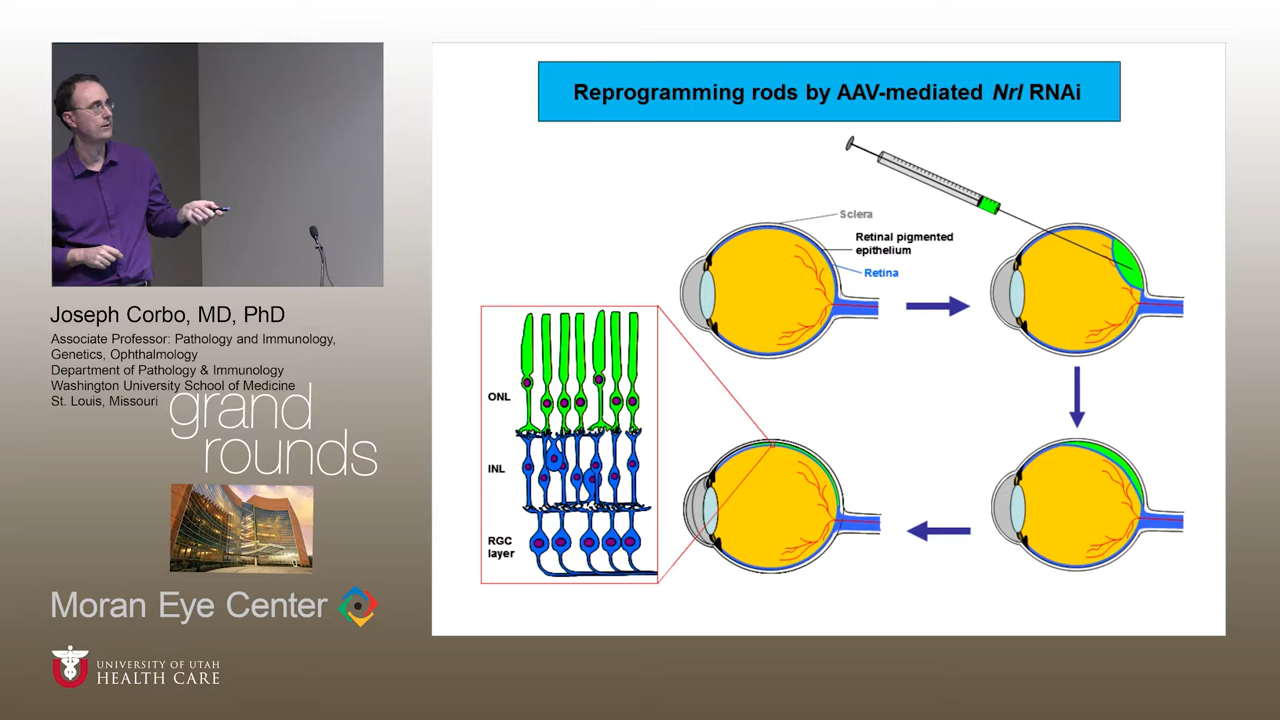 Reprogramming rods by AAV-mediated Nrl RNAi
Sclera
Retinal pigmented
epithelium
Retina
ONL
INL
RGC
layer
Joseph Corbo, MD, PhD
Associate Professor: Pathology and Immunology,
Genetics, Ophthalmology
Department of Pathology & Immunology
Washington University School of Medicine
St. Louis, Missouri
grand
rounds
Moran Eye Center
UNIVERSITY OF UTAH
HEALTH CARE